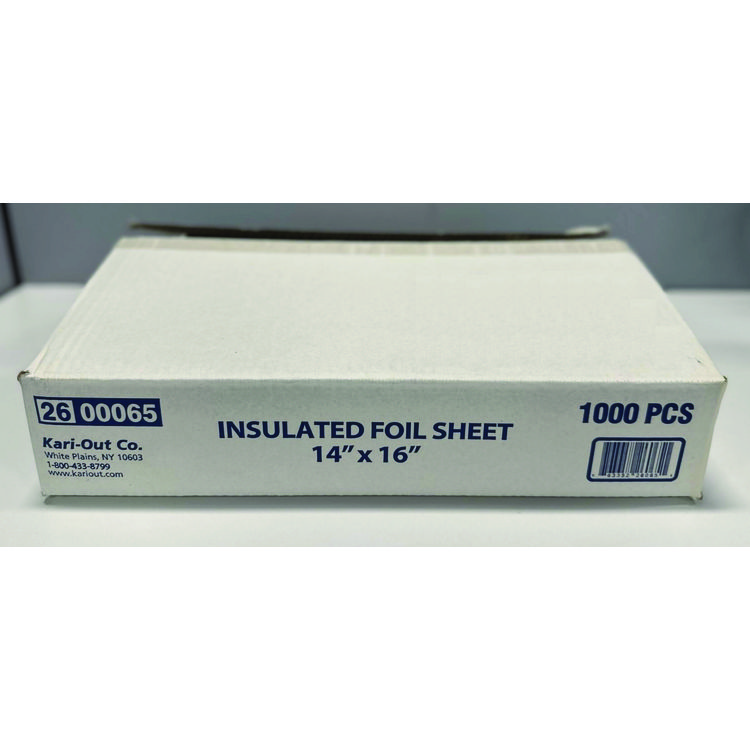 26 00065
Kari-Out Co.
White Plains, NY 10603
1-800-433-8799
www.kariout.com
INSULATED FOIL SHEET
14” x 16”
1000 PCS